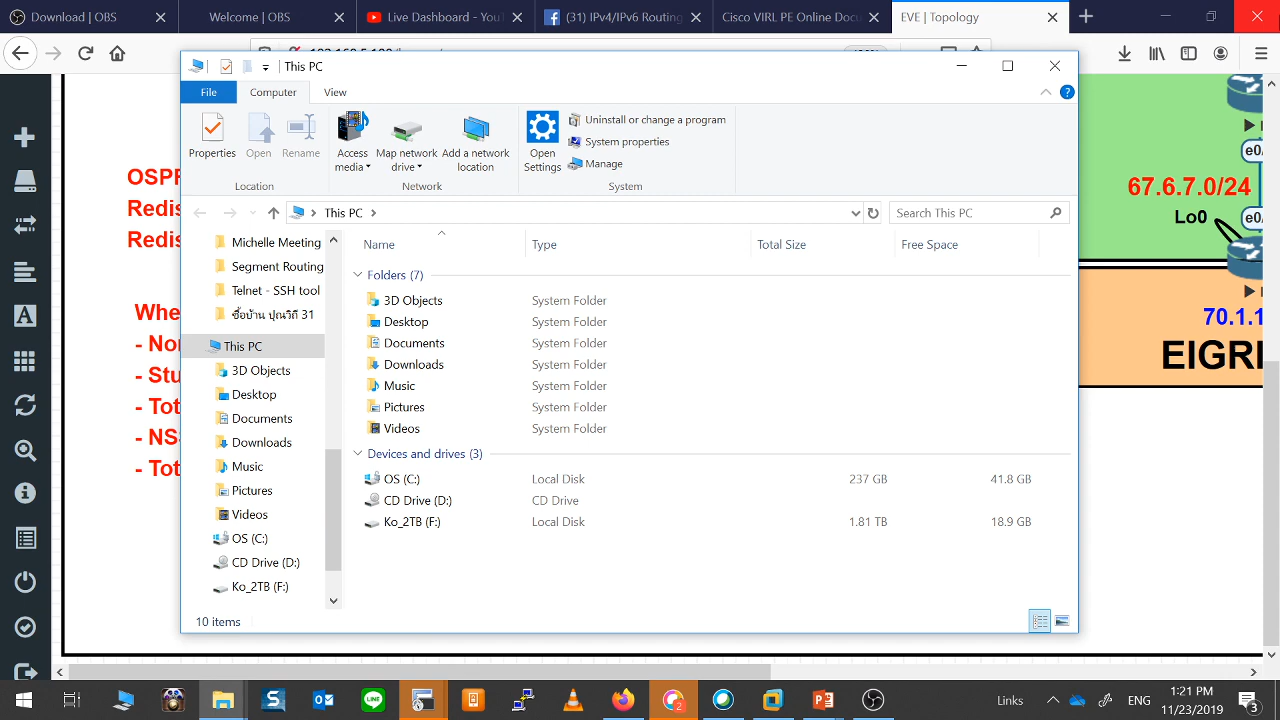 Download | OBS
Welcome | OBS
Live Dashboard - You
(31) IPv4/IPv6 Routing
Cisco VIRL PE Online Docu
EVE | Topology
This PC
File
Computer
View
Properties
Open
Rename
Access media
Map network drive
Add a network location
Open Settings
Uninstall or change a program
System properties
Manage
Location
Network
System
This PC
Search This PC
Michelle Meeting
Segment Routing
Telnet - SSH tool
ซื้อบ้าน ปุณวิถี 31
This PC
3D Objects
Desktop
Documents
Downloads
Music
Pictures
Videos
OS (C:)
CD Drive (D:)
Ko_2TB (F:)
Name Type Total Size Free Space
Folders (7)
3D Objects System Folder
Desktop System Folder
Documents System Folder
Downloads System Folder
Music System Folder
Pictures System Folder
Videos System Folder
Devices and drives (3)
OS (C:) Local Disk 237 GB 41.8 GB
CD Drive (D:) CD Drive
Ko_2TB (F:) Local Disk 1.81 TB 18.9 GB
10 items
OSPF
Redis
Redis
Whe
- Nor
- Stu
- Tot
- NS
- Tot
e0/
67.6.7.0/24
Lo0
e0/
70.1.1
EIGRP
Links
ENG
1:21 PM
11/23/2019
3
2